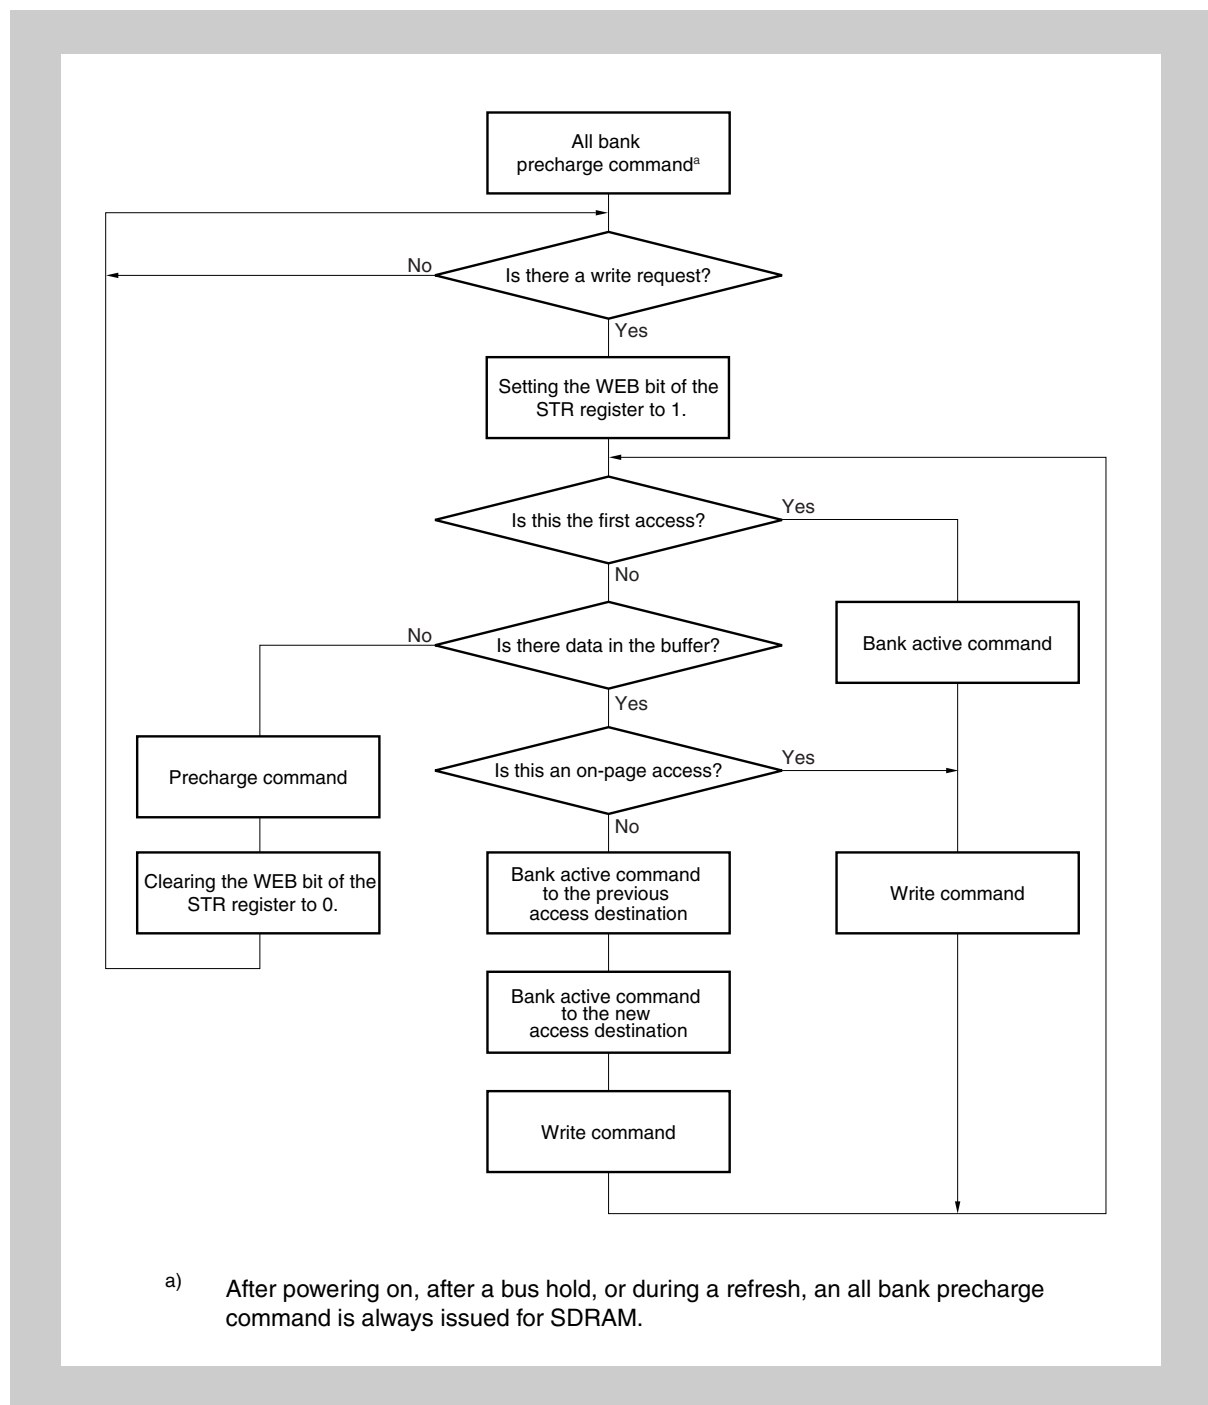 All bank
precharge commandᵃ
Is there a write request?
No
Yes
Setting the WEB bit of the
STR register to 1.
Is this the first access?
Yes
No
Bank active command
Is there data in the buffer?
No
Yes
Precharge command
Is this an on-page access?
Yes
No
Clearing the WEB bit of the
STR register to 0.
Bank active command
to the previous
access destination
Write command
Bank active command
to the new
access destination
Write command
a) After powering on, after a bus hold, or during a refresh, an all bank precharge
command is always issued for SDRAM.